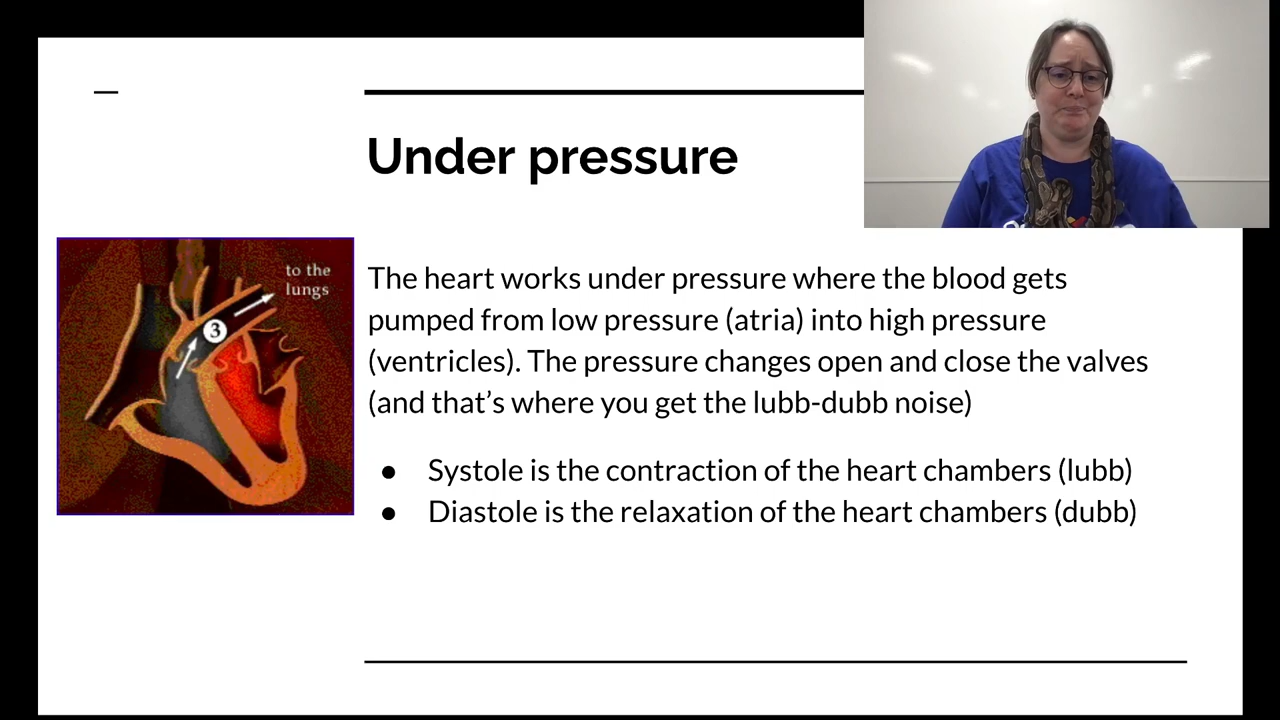 Under pressure
to the
lungs
3
The heart works under pressure where the blood gets
pumped from low pressure (atria) into high pressure
(ventricles). The pressure changes open and close the valves
(and that’s where you get the lubb-dubb noise)
● Systole is the contraction of the heart chambers (lubb)
● Diastole is the relaxation of the heart chambers (dubb)